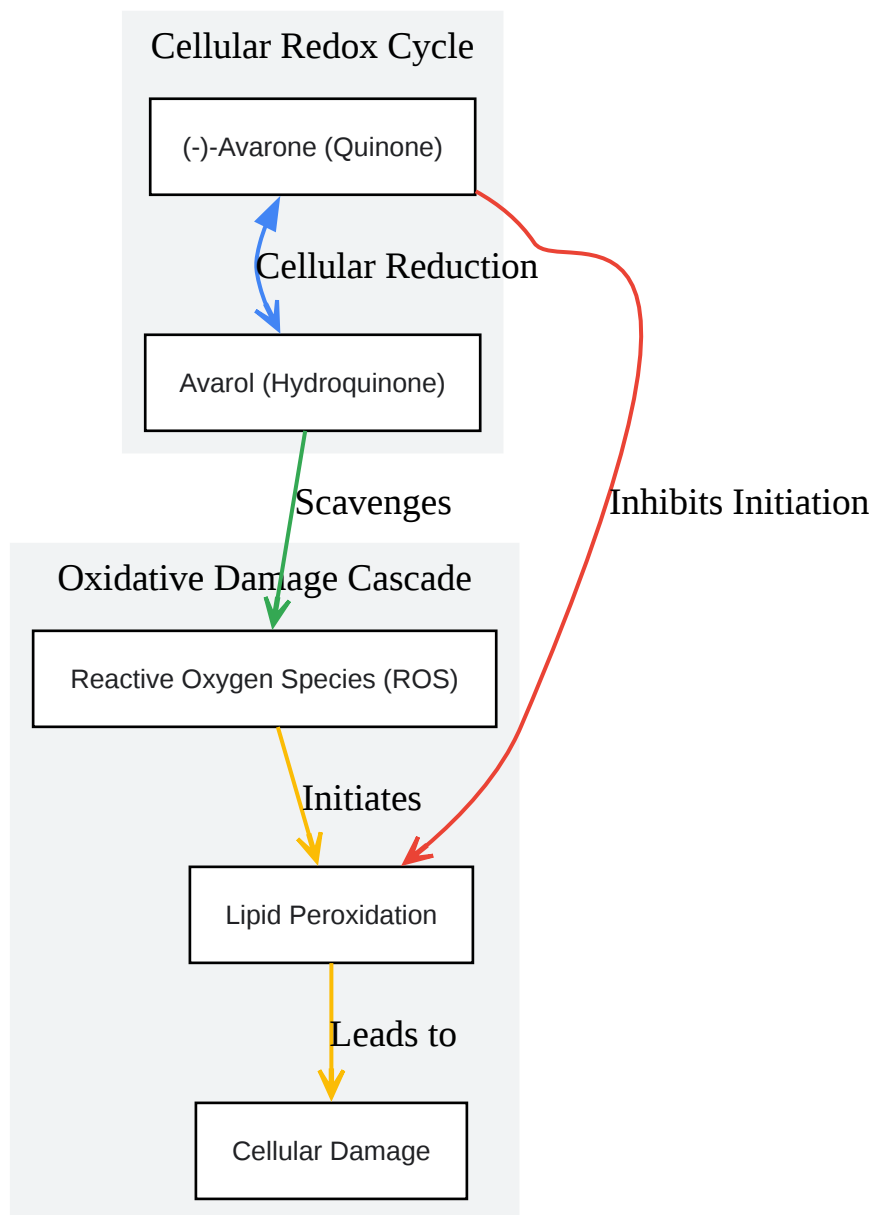 Cellular Redox Cycle
(-)-Avarone (Quinone)
Cellular Reduction
Avarol (Hydroquinone)
Scavenges
Inhibits Initiation
Oxidative Damage Cascade
Reactive Oxygen Species (ROS)
Initiates
Lipid Peroxidation
Leads to
Cellular Damage